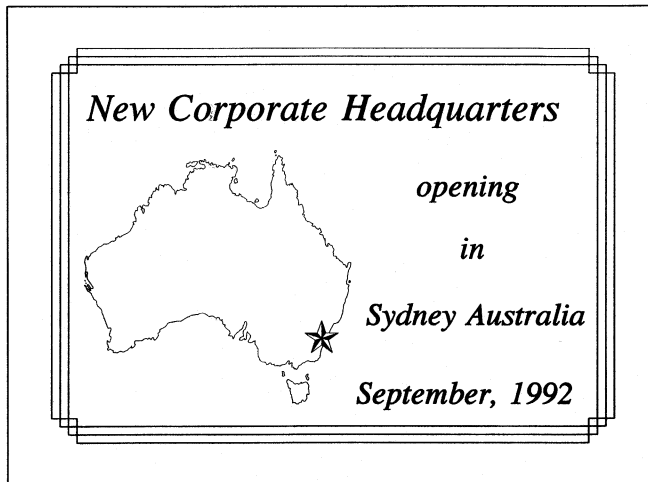 New Corporate Headquarters
opening
in
Sydney Australia
September, 1992